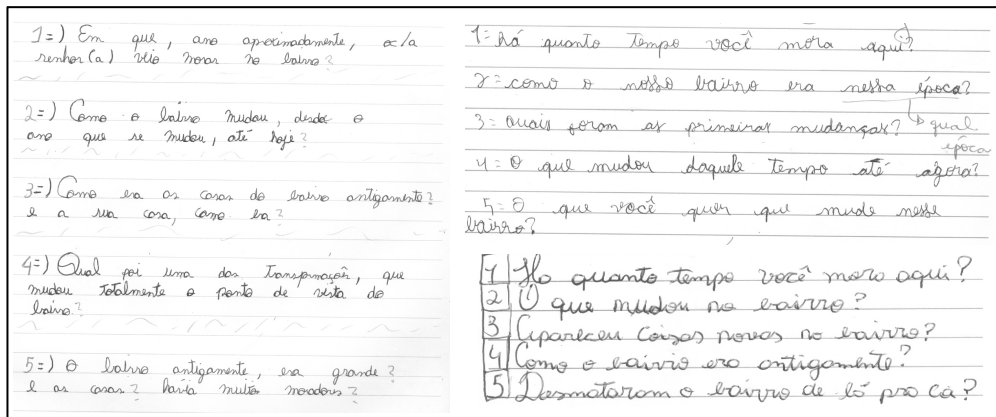 1=) Em que, ano aproximadamente, o/a
senhor(a) veio morar no bairro?
2=) Como o bairro mudou, desde o
ano que se mudou, até hoje?
3=) Como era as casas do bairro antigamente?
e a sua casa, como era?
4=) Qual foi uma das transformações, que
mudou totalmente o ponto de vista do
bairro?
5=) O bairro antigamente, era grande?
e as casas? havia muitos moradores?
1= há quanto tempo você mora aqui?
2= como o nosso bairro era nessa época?
qual
época
3= quais foram as primeiras mudanças?
4= O que mudou daquele tempo até agora?
5= O que você quer que mude nesse
bairro?
1 Ha quanto tempo você mora aqui?
2 O que mudou no bairro?
3 Apareceu coisas novas no bairro?
4 Como o bairro era antigamente?
5 Desmataram o bairro de lá pra cá?